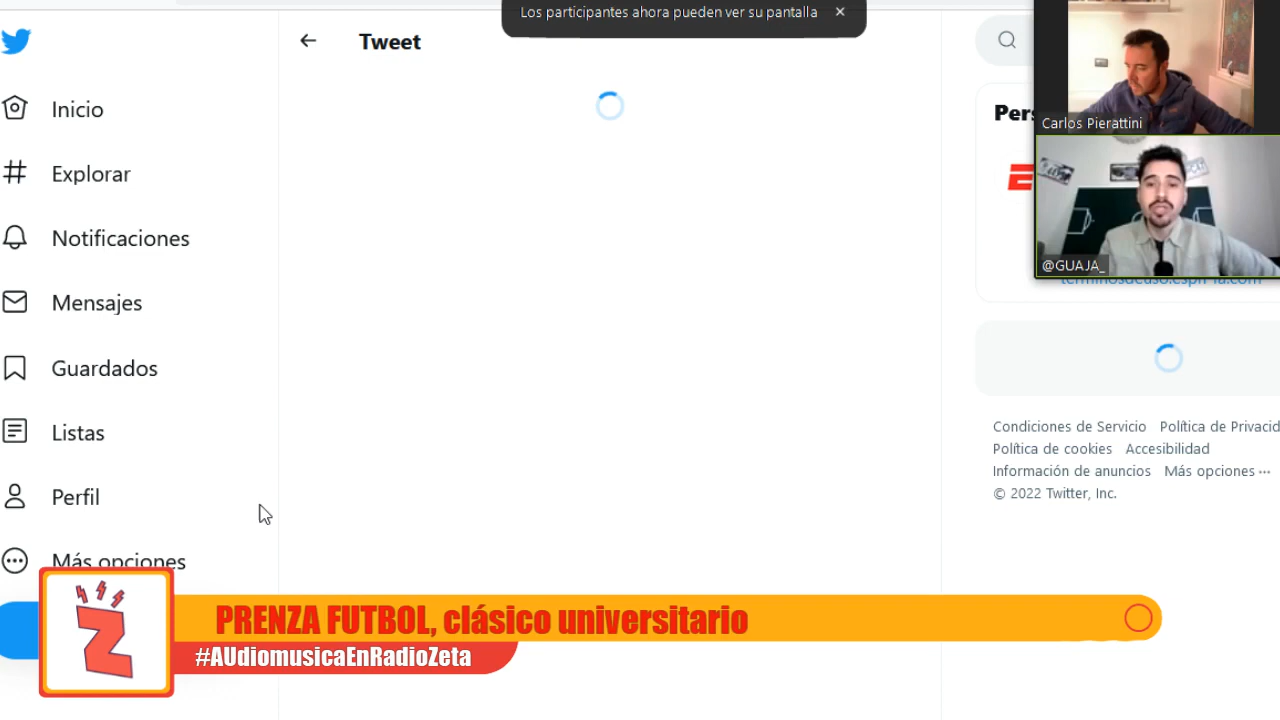 Los participantes ahora pueden ver su pantalla
Tweet
Inicio
Explorar
Notificaciones
Mensajes
Guardados
Listas
Perfil
Más opciones
Carlos Pierattini
@GUAJA_
Condiciones de Servicio
Política de cookies Accesibilidad
Información de anuncios Más opciones ···
© 2022 Twitter, Inc.
PRENZA FUTBOL, clásico universitario
#AUdiomusicaEnRadioZeta
Z